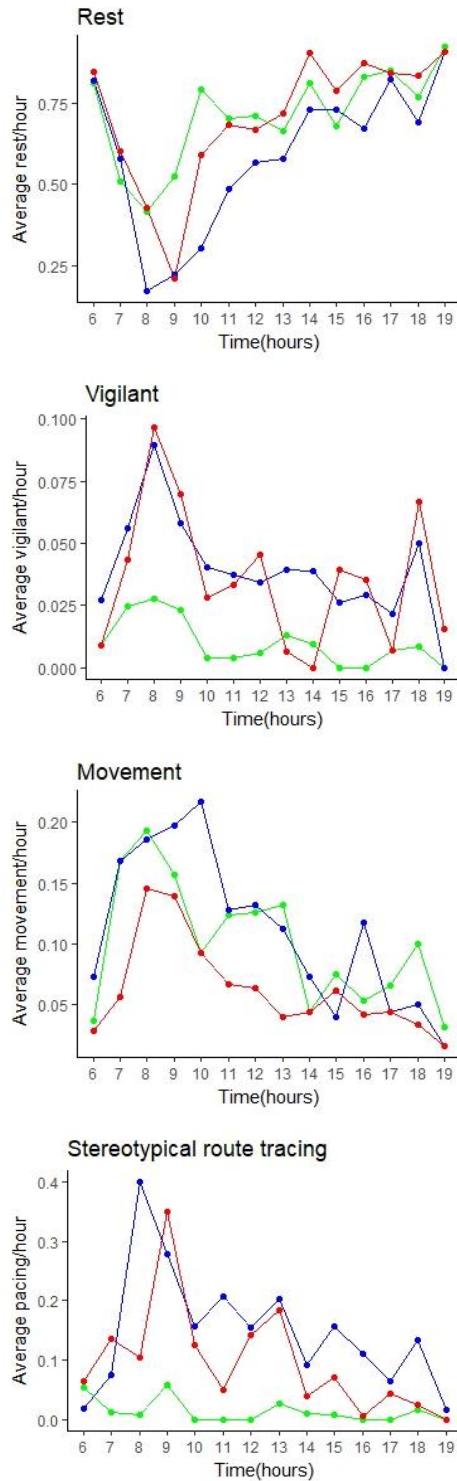 Rest
Average rest/hour
0.75
0.50
0.25
6 7 8 9 10 11 12 13 14 15 16 17 18 19
Time(hours)
Vigilant
Average vigilant/hour
0.100
0.075
0.050
0.025
0.000
6 7 8 9 10 11 12 13 14 15 16 17 18 19
Time(hours)
Movement
Average movement/hour
0.20
0.15
0.10
0.05
6 7 8 9 10 11 12 13 14 15 16 17 18 19
Time(hours)
Stereotypical route tracing
Average pacing/hour
0.4
0.3
0.2
0.1
0.0
6 7 8 9 10 11 12 13 14 15 16 17 18 19
Time(hours)